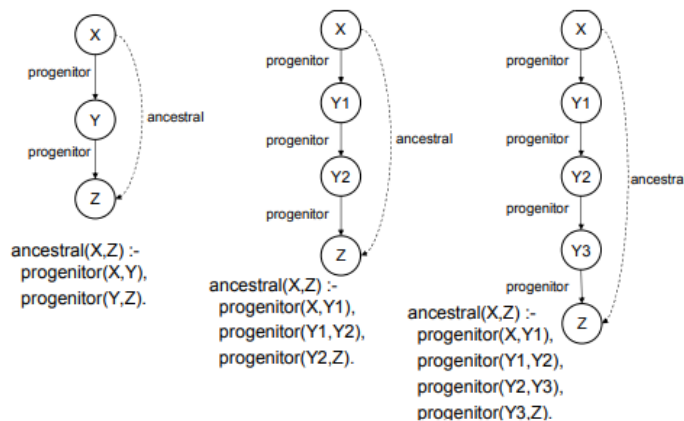 X
progenitor
Y
ancestral
progenitor
Z
ancestral(X,Z) :-
progenitor(X,Y),
progenitor(Y,Z).
X
progenitor
Y1
progenitor
ancestral
Y2
progenitor
Z
ancestral(X,Z) :-
progenitor(X,Y1),
progenitor(Y1,Y2),
progenitor(Y2,Z).
X
progenitor
Y1
progenitor
Y2
ancestra
progenitor
Y3
progenitor
Z
ancestral(X,Z) :-
progenitor(X,Y1),
progenitor(Y1,Y2),
progenitor(Y2,Y3),
progenitor(Y3,Z).